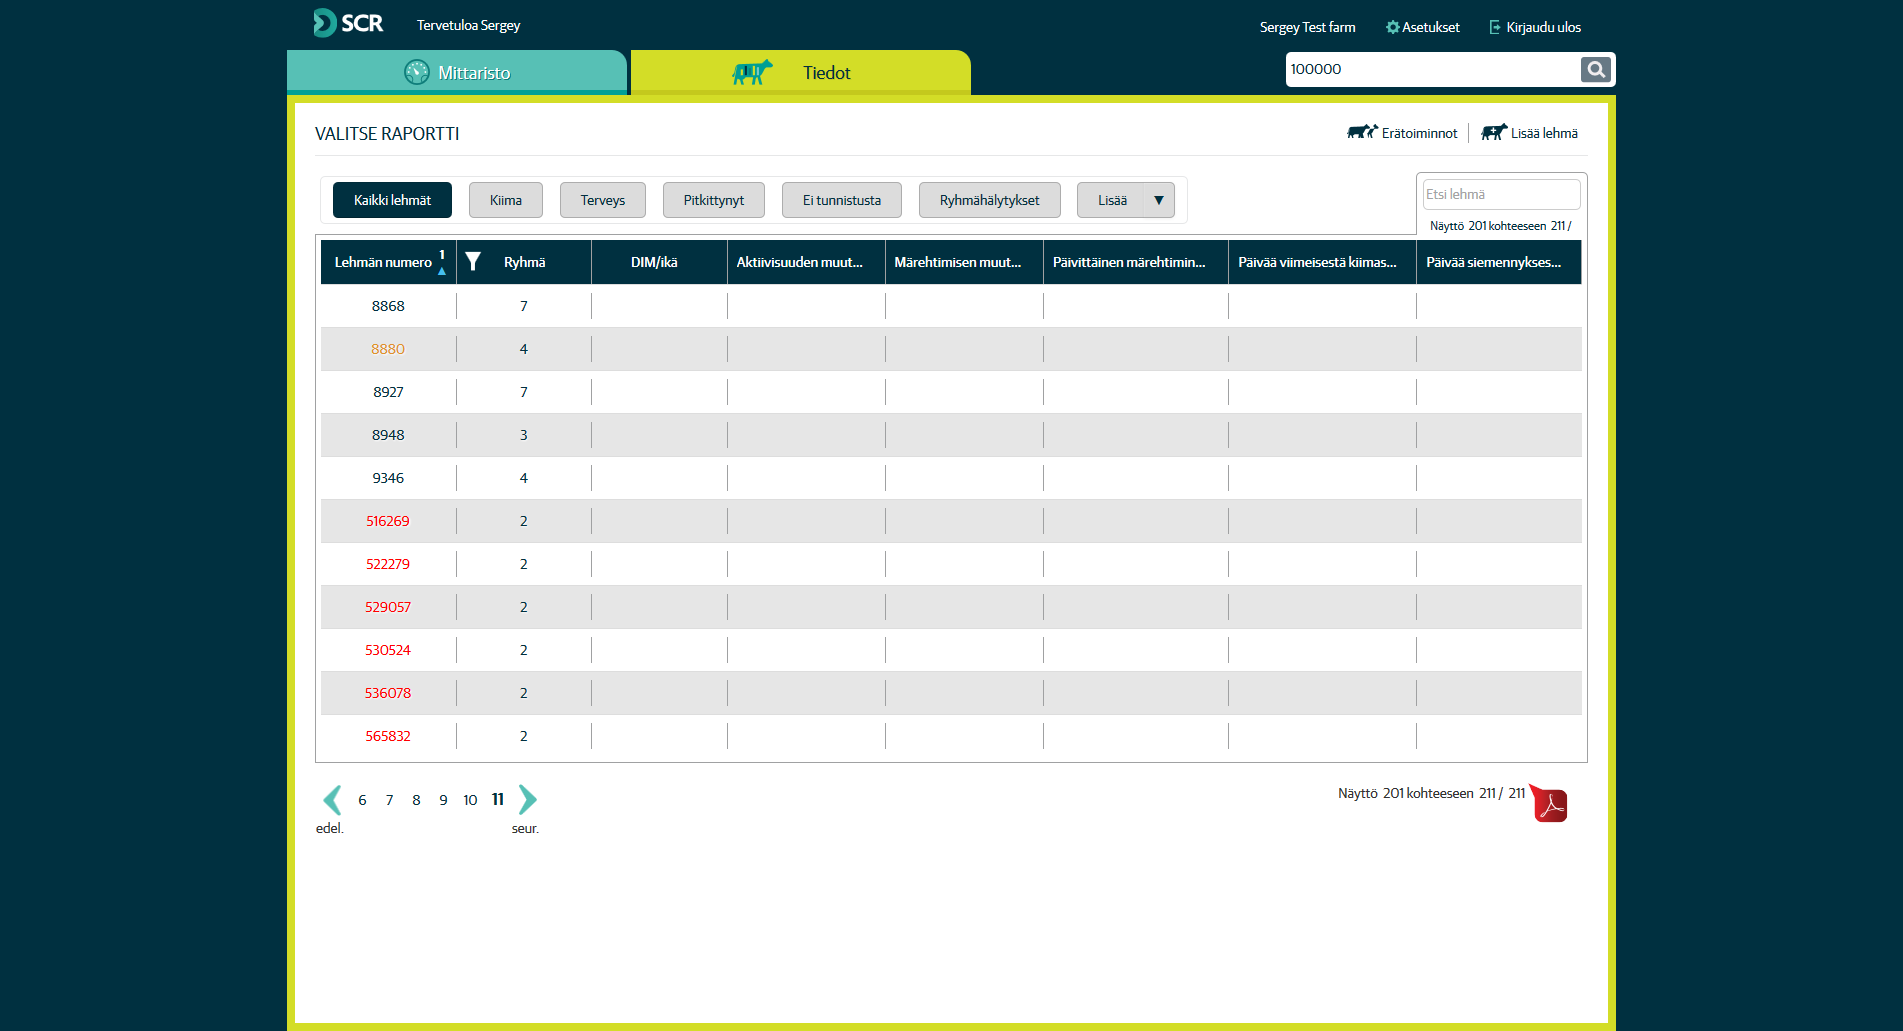 SCR
Tervetuloa Sergey
Sergey Test farm
Asetukset
Kirjaudu ulos
Mittaristo
Tiedot
100000
VALITSE RAPORTTI
Erätoiminnot
Lisää lehmä
Kaikki lehmät
Kiima
Terveys
Pitkittynyt
Ei tunnistusta
Ryhmähälytykset
Lisää ▼
Etsi lehmä
Näyttö 201 kohteeseen 211 /
Lehmän numero 1 ▲ Ryhmä DIM/ikä Aktiivisuuden muut... Märehtimisen muut... Päivittäinen märehtimin... Päivää viimeisestä kiimas... Päivää siemennykses...
8868 7
8880 4
8927 7
8948 3
9346 4
516269 2
522279 2
529057 2
530524 2
536078 2
565832 2
6 7 8 9 10 11
edel. seur.
Näyttö 201 kohteeseen 211 / 211